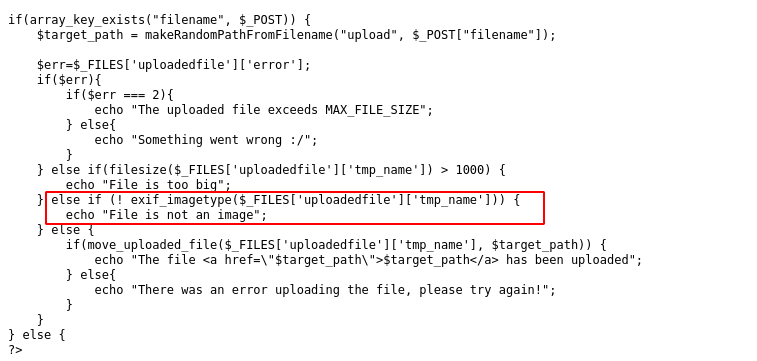 if(array_key_exists("filename", $_POST)) {
    $target_path = makeRandomPathFromFilename("upload", $_POST["filename"]);

    $err=$_FILES['uploadedfile']['error'];
    if($err){
        if($err === 2){
            echo "The uploaded file exceeds MAX_FILE_SIZE";
        } else{
            echo "Something went wrong :/";
        }
    } else if(filesize($_FILES['uploadedfile']['tmp_name']) > 1000) {
        echo "File is too big";
    } else if (! exif_imagetype($_FILES['uploadedfile']['tmp_name'])) {
        echo "File is not an image";
    } else {
        if(move_uploaded_file($_FILES['uploadedfile']['tmp_name'], $target_path)) {
            echo "The file <a href=\"$target_path\">$target_path</a> has been uploaded";
        } else{
            echo "There was an error uploading the file, please try again!";
        }
    }
} else {
?>